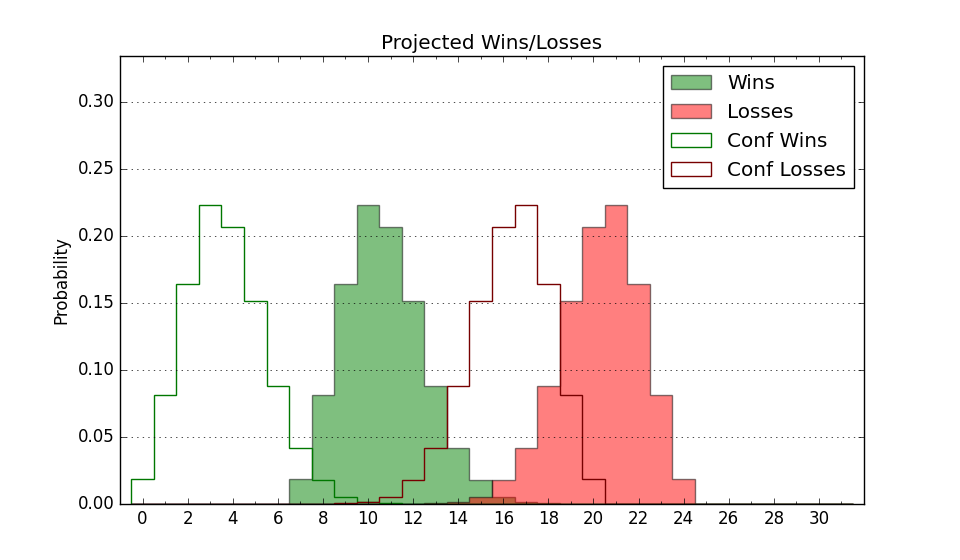 Projected Wins/Losses
Wins
Losses
Conf Wins
Conf Losses
Probability
0.30
0.25
0.20
0.15
0.10
0.05
0.00
0 2 4 6 8 10 12 14 16 18 20 22 24 26 28 30